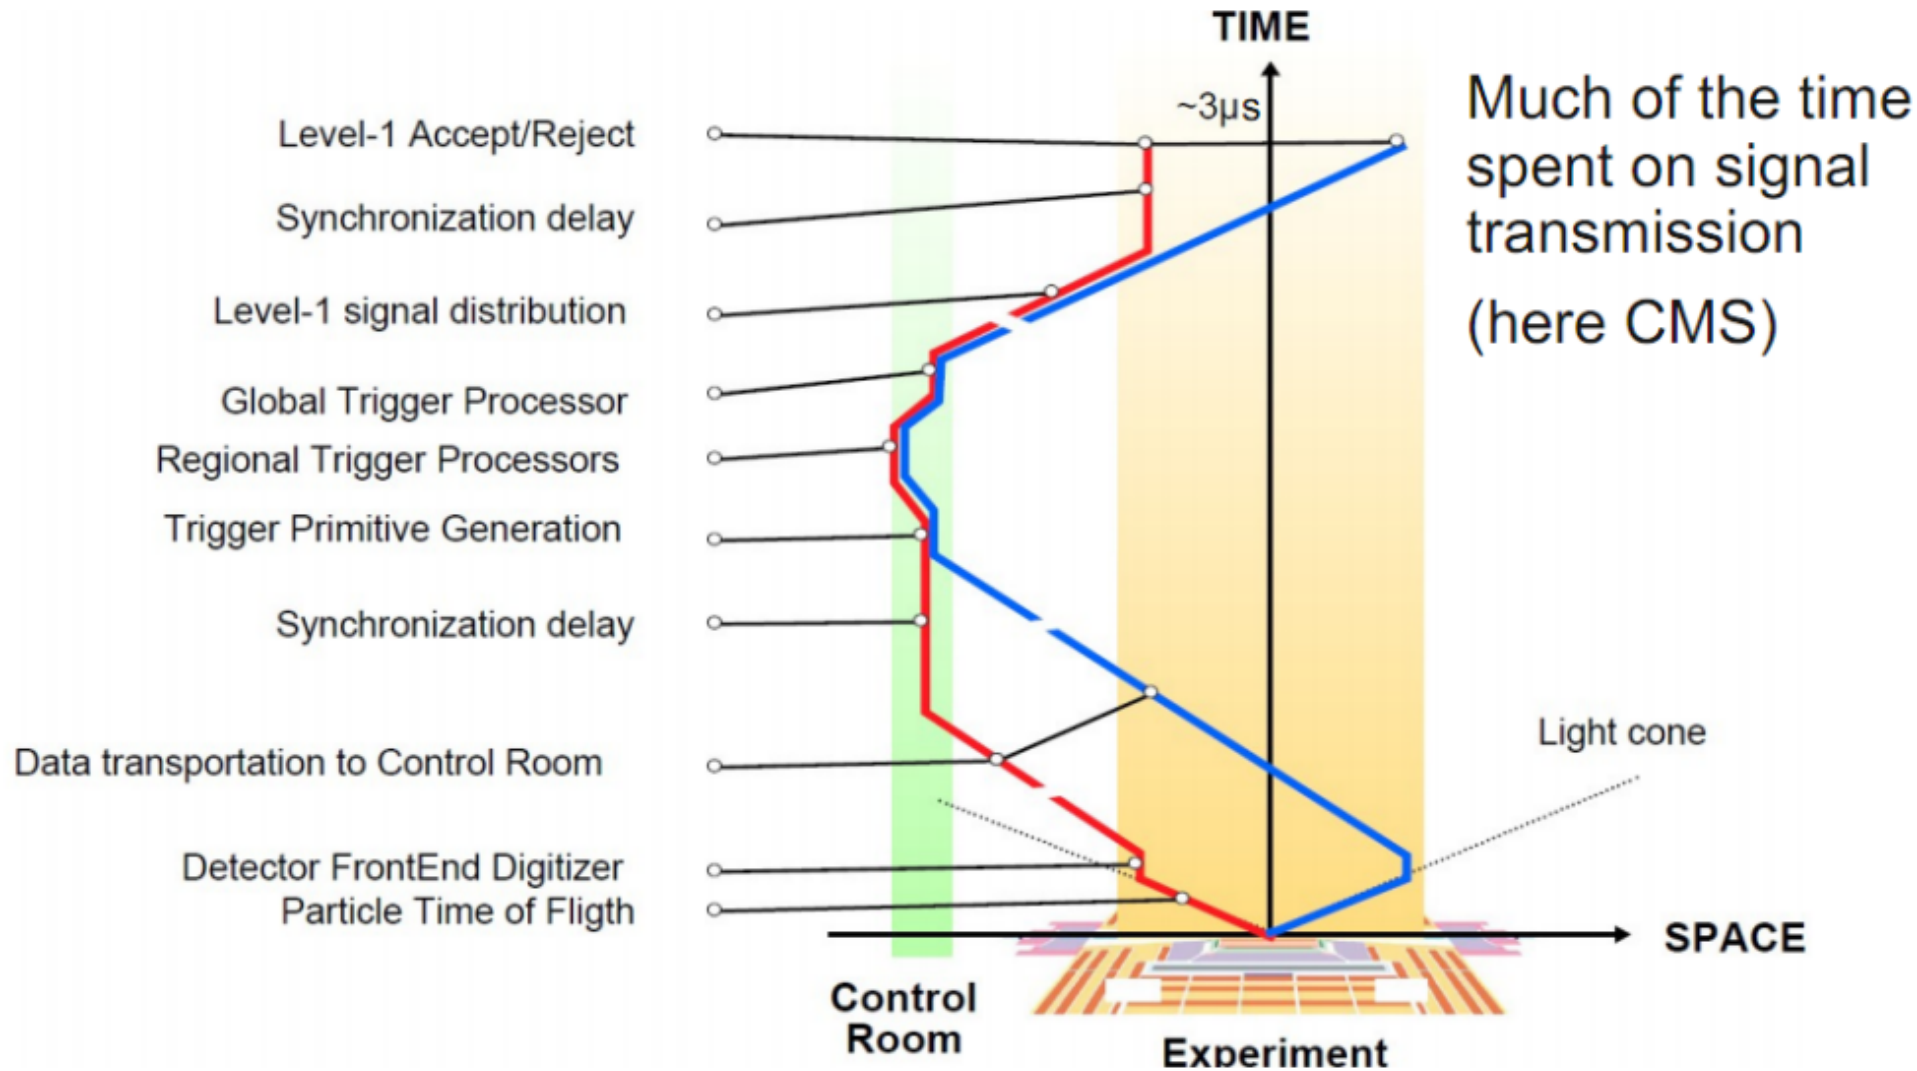 TIME
~3µs
Much of the time
spent on signal
transmission
(here CMS)
Level-1 Accept/Reject
Synchronization delay
Level-1 signal distribution
Global Trigger Processor
Regional Trigger Processors
Trigger Primitive Generation
Synchronization delay
Data transportation to Control Room
Light cone
Detector FrontEnd Digitizer
Particle Time of Fligth
SPACE
Control
Room
Experiment